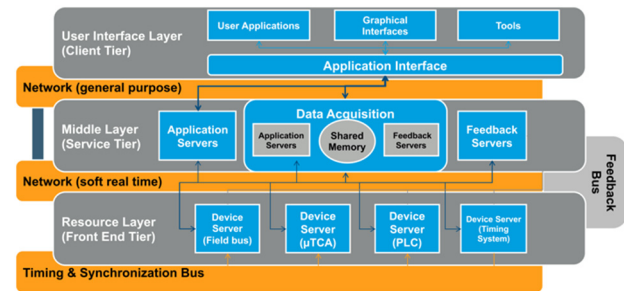 User Interface Layer
(Client Tier)
User Applications
Graphical
Interfaces
Tools
Application Interface
Network (general purpose)
Middle Layer
(Service Tier)
Application
Servers
Data Acquisition
Application
Servers
Shared
Memory
Feedback
Servers
Feedback
Servers
Feedback
Bus
Network (soft real time)
Resource Layer
(Front End Tier)
Device
Server
(Field bus)
Device
Server
(µTCA)
Device
Server
(PLC)
Device Server
(Timing
System)
Timing & Synchronization Bus